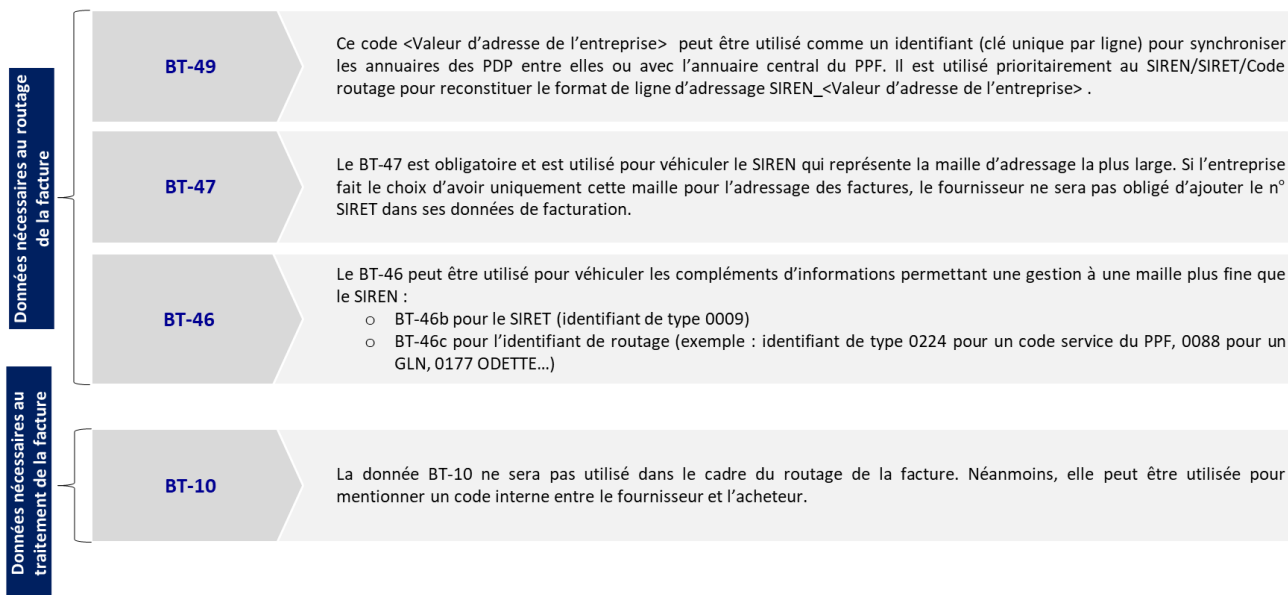 Données nécessaires au routage
de la facture
BT-49
Ce code <Valeur d’adresse de l’entreprise> peut être utilisé comme un identifiant (clé unique par ligne) pour synchroniser
les annuaires des PDP entre elles ou avec l’annuaire central du PPF. Il est utilisé prioritairement au SIREN/SIRET/Code
routage pour reconstituer le format de ligne d’adressage SIREN_<Valeur d’adresse de l’entreprise> .
BT-47
Le BT-47 est obligatoire et est utilisé pour véhiculer le SIREN qui représente la maille d’adressage la plus large. Si l’entreprise
fait le choix d’avoir uniquement cette maille pour l’adressage des factures, le fournisseur ne sera pas obligé d’ajouter le n°
SIRET dans ses données de facturation.
BT-46
Le BT-46 peut être utilisé pour véhiculer les compléments d’informations permettant une gestion à une maille plus fine que
le SIREN :
o BT-46b pour le SIRET (identifiant de type 0009)
o BT-46c pour l’identifiant de routage (exemple : identifiant de type 0224 pour un code service du PPF, 0088 pour un
GLN, 0177 ODETTE…)
Données nécessaires au
traitement de la facture
BT-10
La donnée BT-10 ne sera pas utilisé dans le cadre du routage de la facture. Néanmoins, elle peut être utilisée pour
mentionner un code interne entre le fournisseur et l’acheteur.